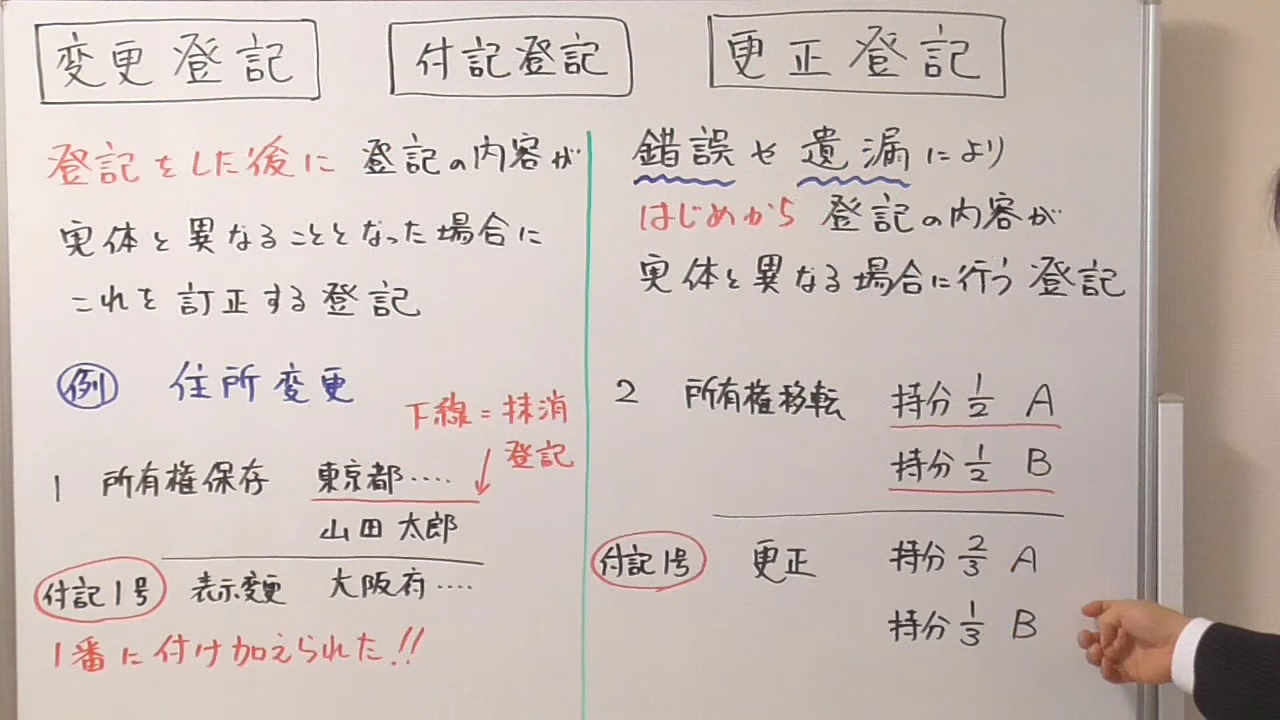 変更登記
付記登記
更正登記
登記をした後に 登記の内容が
実体と異なることとなった場合に
これを訂正する登記
例 住所変更
下線=抹消
登記
1 所有権保存 東京都‥‥
山田太郎
付記1号 表示変更 大阪府‥‥
1番に付け加えられた!!
錯誤や遺漏により
はじめから 登記の内容が
実体と異なる場合に行う登記
2 所有権移転 持分 1/2 A
持分 1/2 B
付記1号 更正 持分 2/3 A
持分 1/3 B